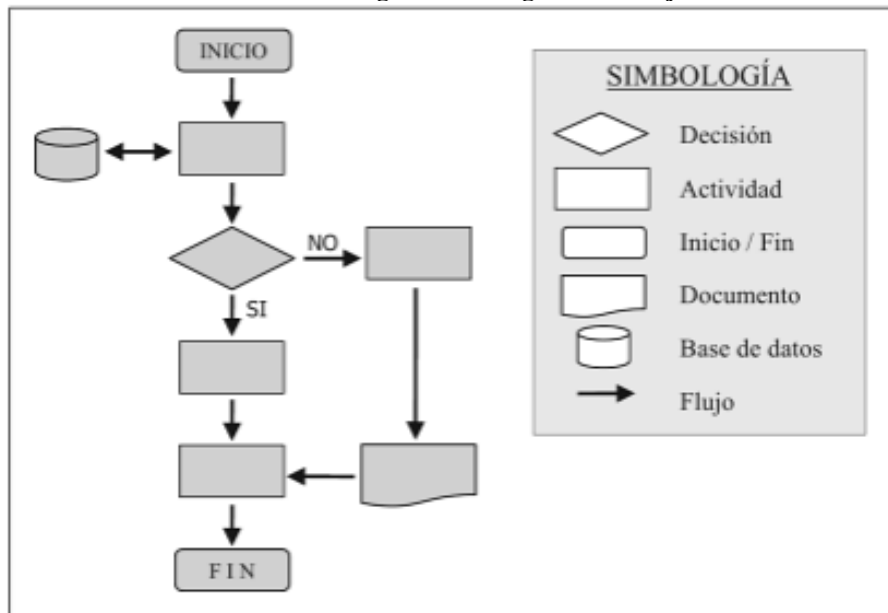 INICIO
NO
SI
F I N
SIMBOLOGÍA
Decisión
Actividad
Inicio / Fin
Documento
Base de datos
Flujo